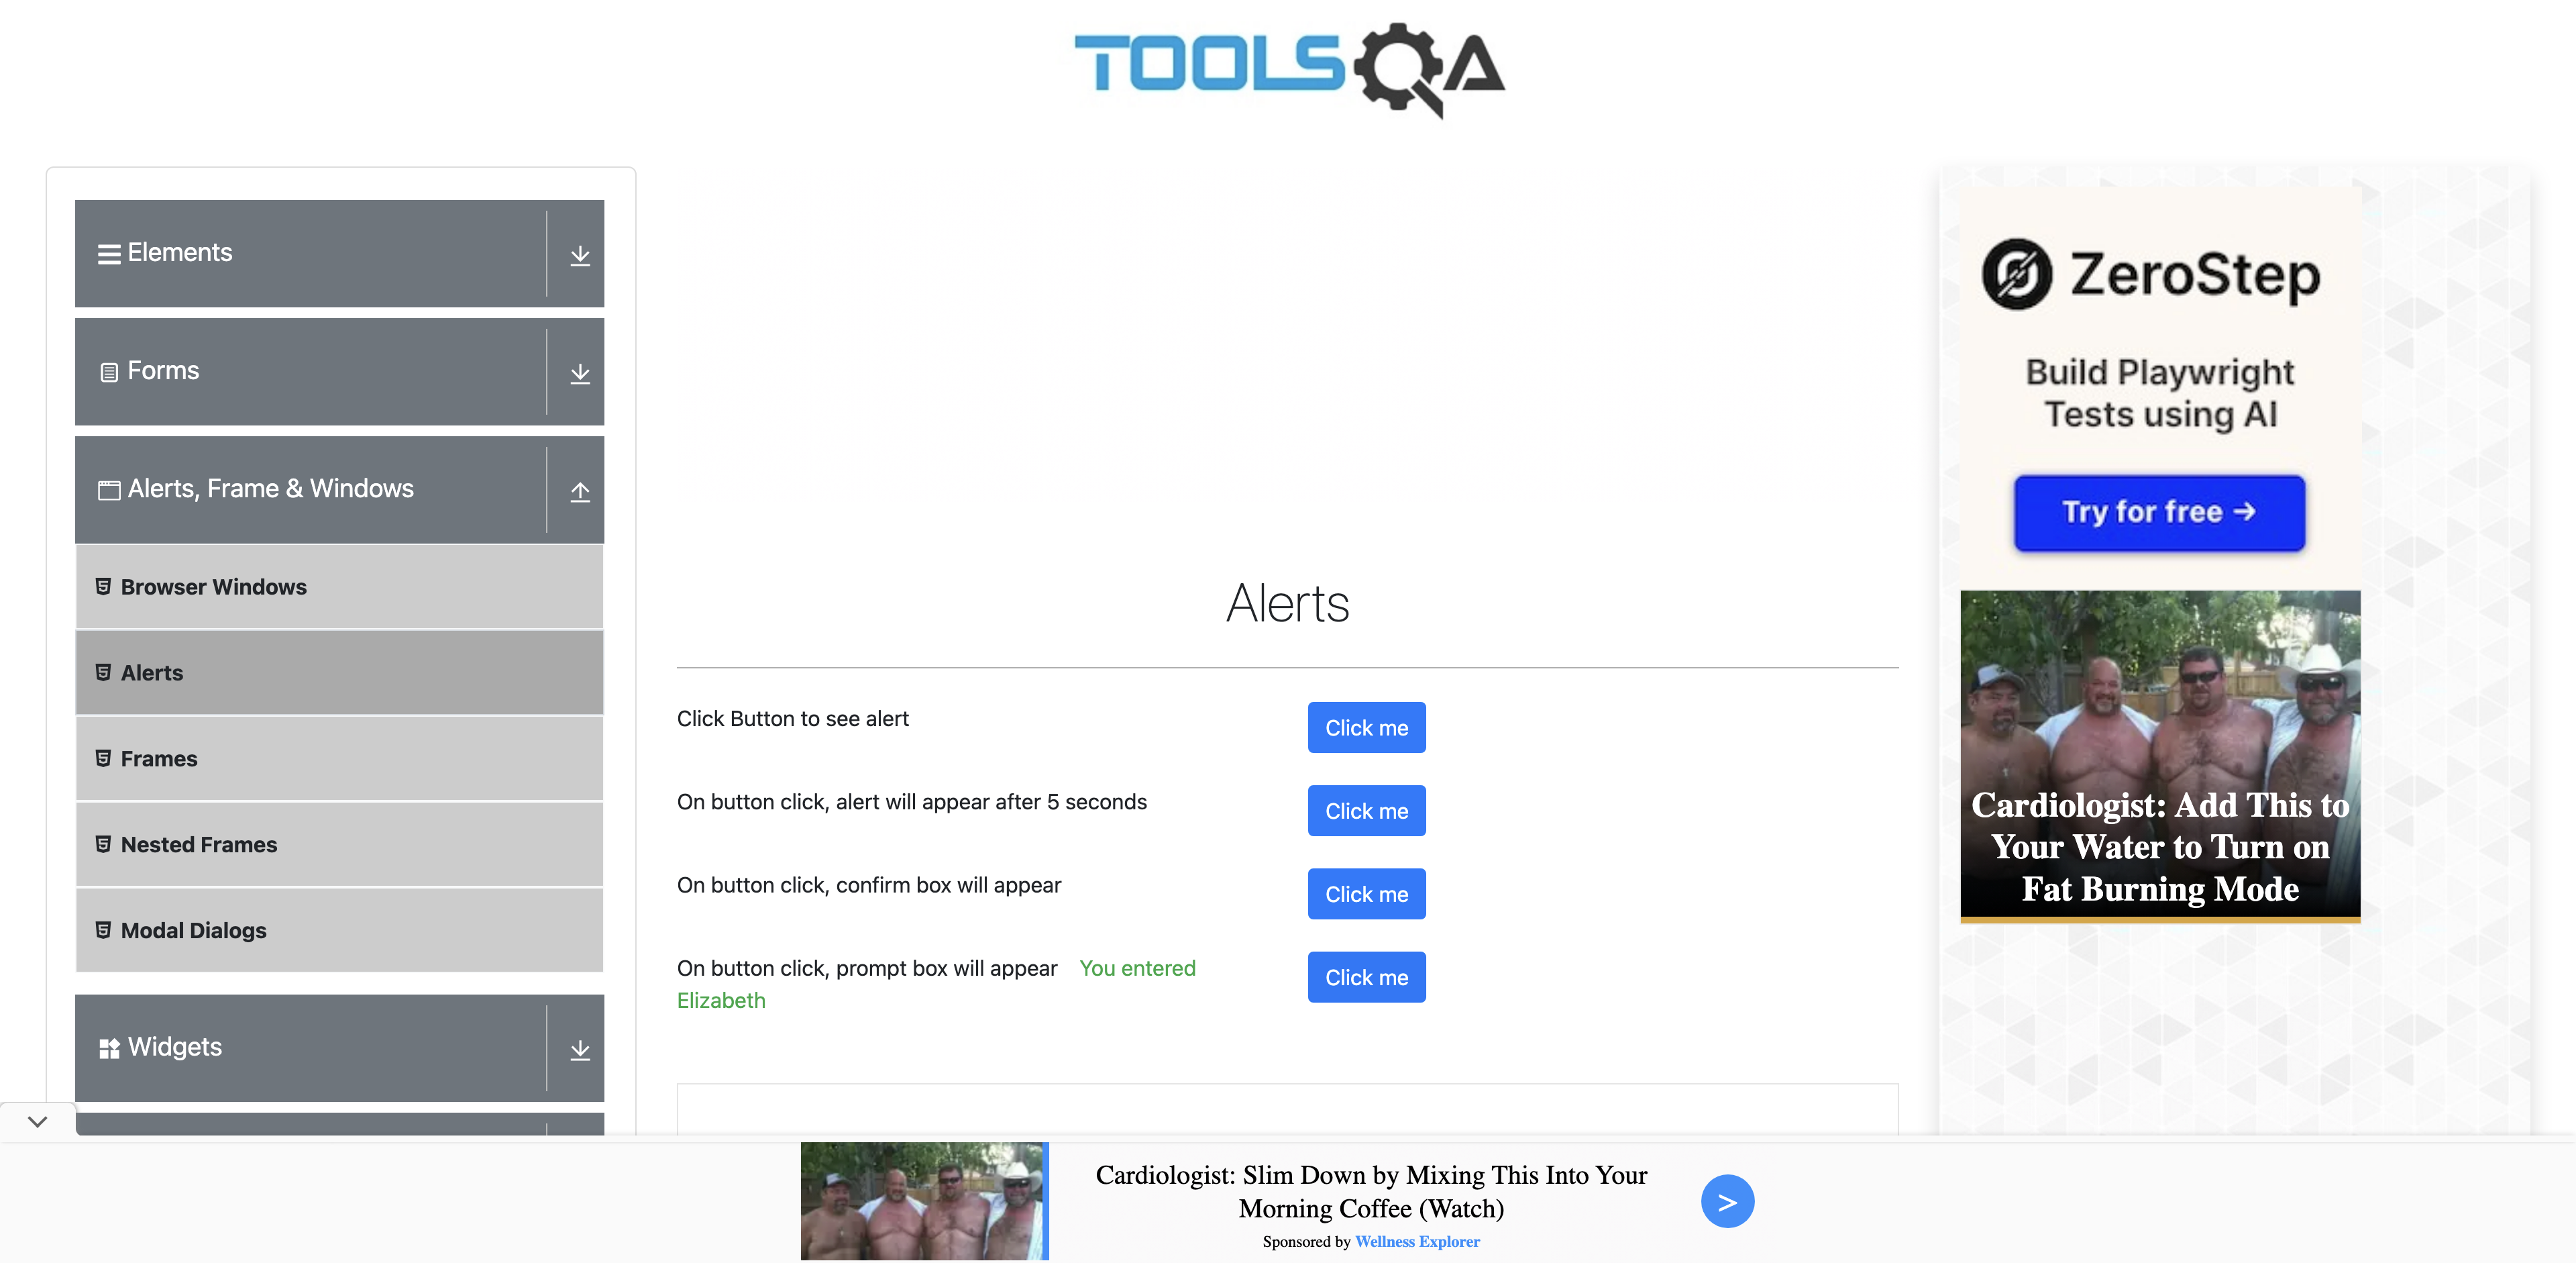 TOOLSQA
Elements
Forms
Alerts, Frame & Windows
Browser Windows
Alerts
Frames
Nested Frames
Modal Dialogs
Widgets
Alerts
Click Button to see alert
Click me
On button click, alert will appear after 5 seconds
Click me
On button click, confirm box will appear
Click me
On button click, prompt box will appear You entered
Elizabeth
Click me
ZeroStep
Build Playwright
Tests using AI
Try for free →
Cardiologist: Add This to
Your Water to Turn on
Fat Burning Mode
Cardiologist: Slim Down by Mixing This Into Your
Morning Coffee (Watch)
Sponsored by Wellness Explorer
>